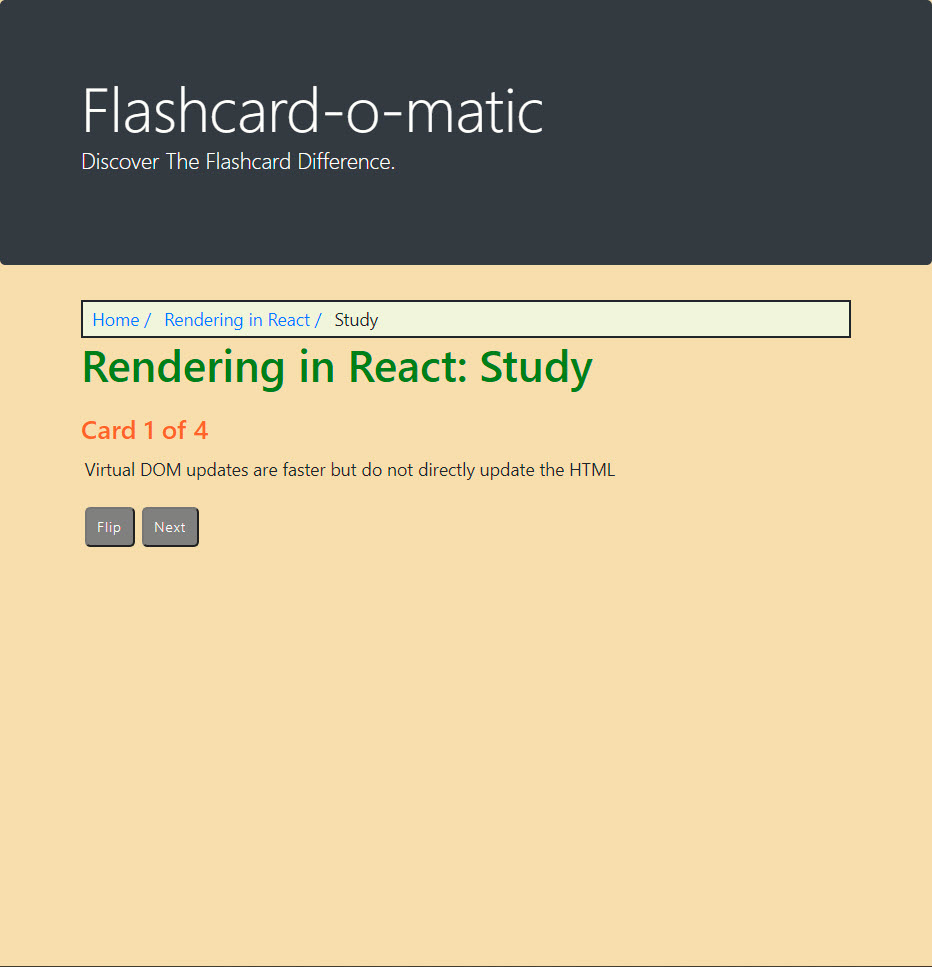 Flashcard-o-matic
Discover The Flashcard Difference.
Home / Rendering in React / Study
Rendering in React: Study
Card 1 of 4
Virtual DOM updates are faster but do not directly update the HTML
Flip Next